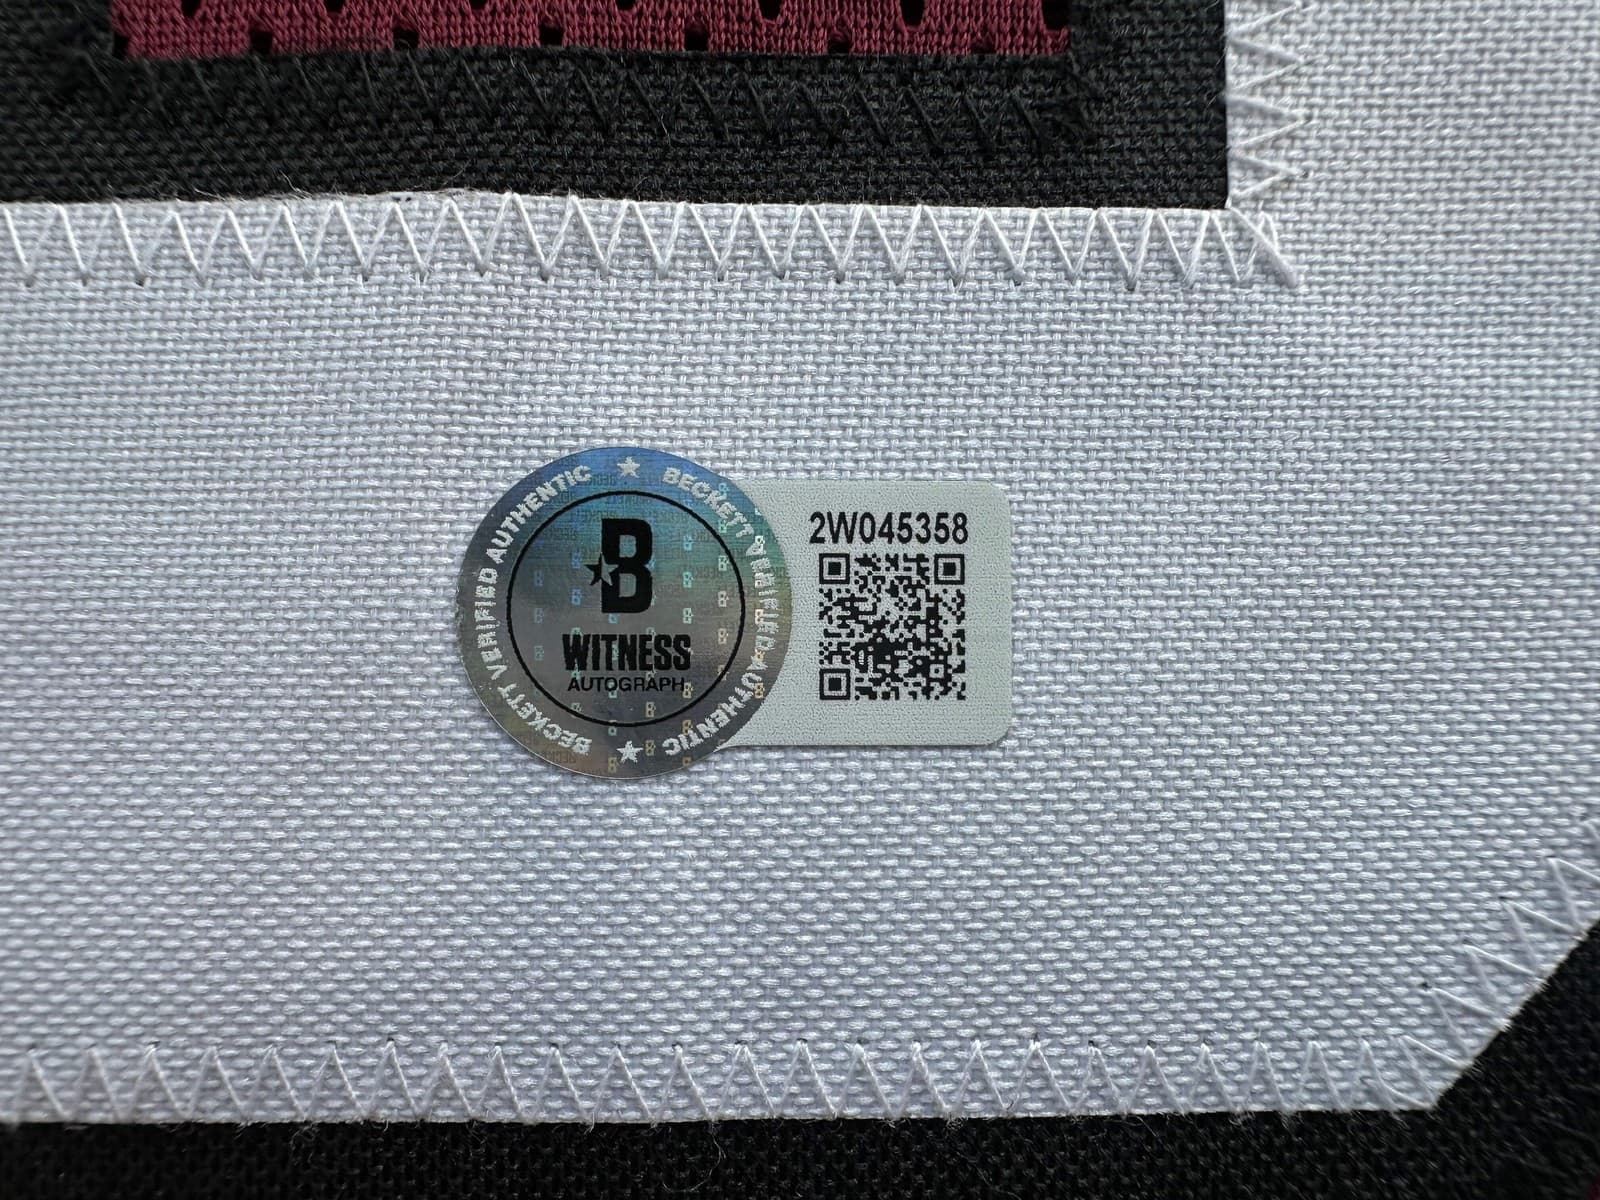 BECKETT VERIFIED AUTHENTIC ★ BECKETT VERIFIED AUTHENTIC ★
B
WITNESS
AUTOGRAPH
2W045358